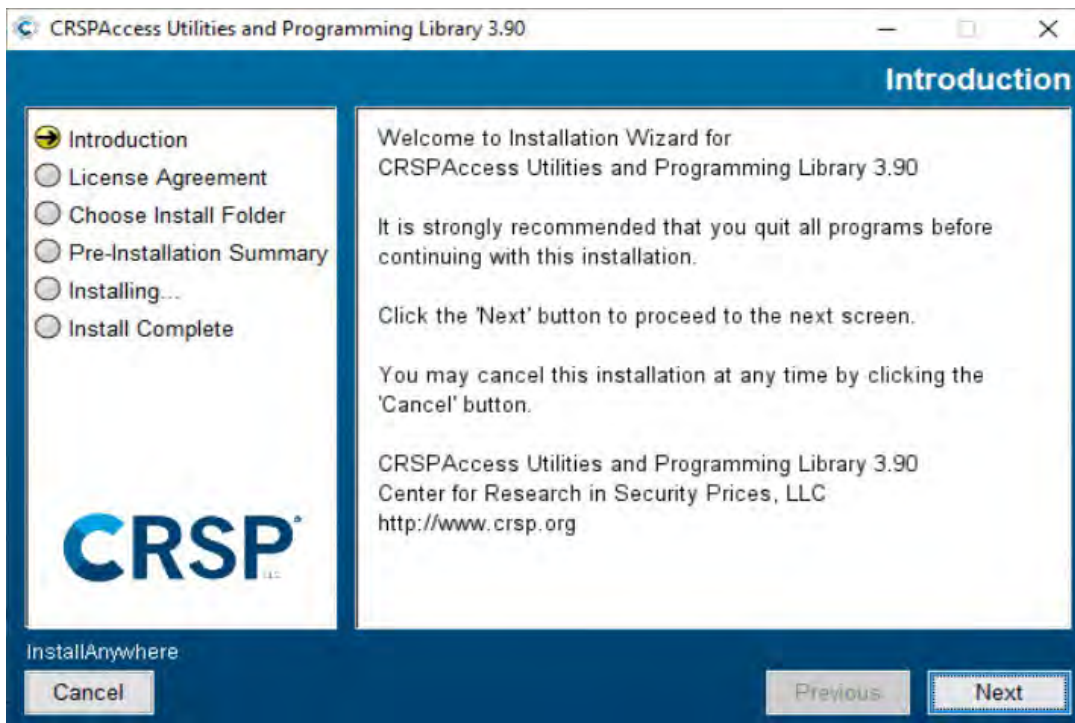 CRSPAccess Utilities and Programming Library 3.90
Introduction
Introduction
License Agreement
Choose Install Folder
Pre-Installation Summary
Installing...
Install Complete
Welcome to Installation Wizard for
CRSPAccess Utilities and Programming Library 3.90
It is strongly recommended that you quit all programs before
continuing with this installation.
Click the 'Next' button to proceed to the next screen.
You may cancel this installation at any time by clicking the
'Cancel' button.
CRSPAccess Utilities and Programming Library 3.90
Center for Research in Security Prices, LLC
http://www.crsp.org
CRSP
LLC
InstallAnywhere
Cancel
Previous
Next